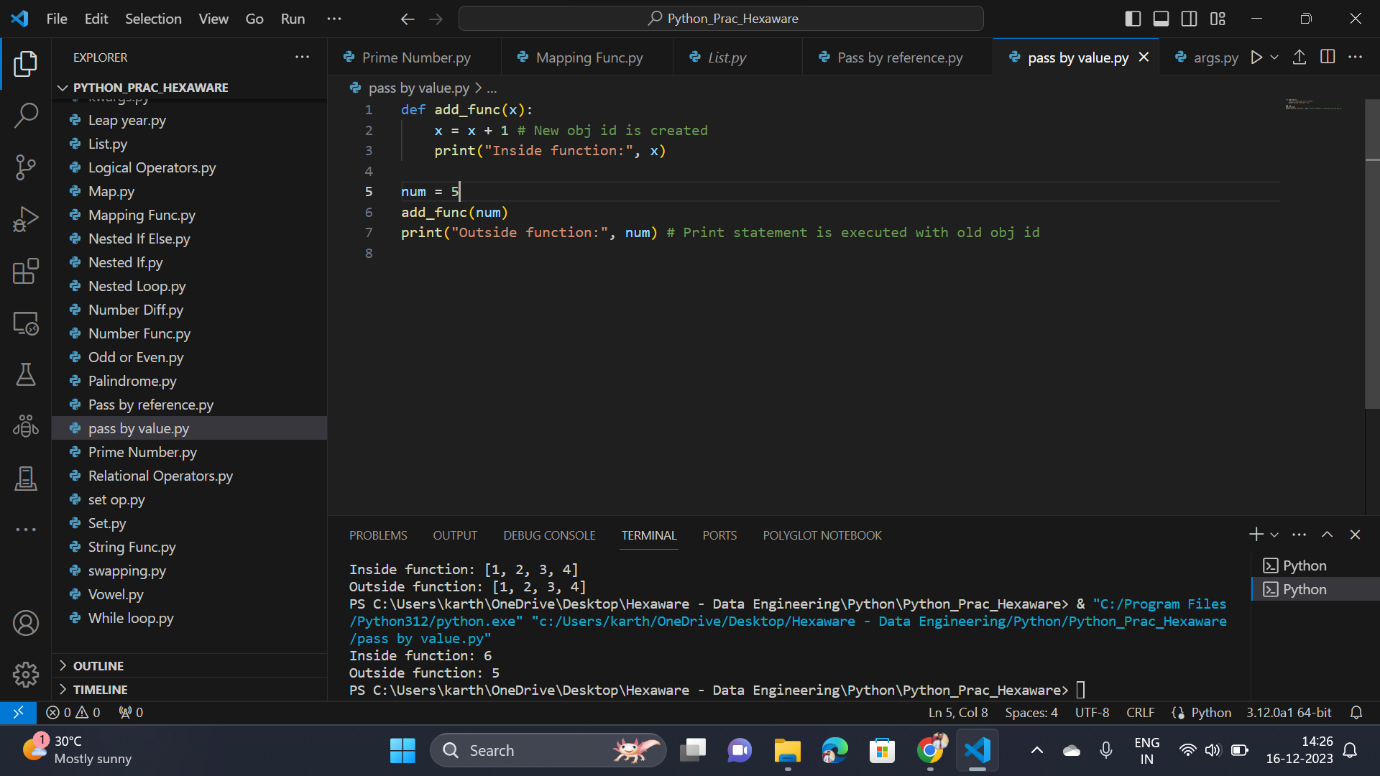 File Edit Selection View Go Run ··· Python_Prac_Hexaware
EXPLORER ···
Prime Number.py Mapping Func.py List.py Pass by reference.py pass by value.py args.py
PYTHON_PRAC_HEXAWARE
kwargs.py
Leap year.py
List.py
Logical Operators.py
Map.py
Mapping Func.py
Nested If Else.py
Nested If.py
Nested Loop.py
Number Diff.py
Number Func.py
Odd or Even.py
Palindrome.py
Pass by reference.py
pass by value.py
Prime Number.py
Relational Operators.py
set op.py
Set.py
String Func.py
swapping.py
Vowel.py
While loop.py
OUTLINE
TIMELINE
pass by value.py > ...
1 def add_func(x):
2 x = x + 1 # New obj id is created
3 print("Inside function:", x)
4
5 num = 5
6 add_func(num)
7 print("Outside function:", num) # Print statement is executed with old obj id
8
PROBLEMS OUTPUT DEBUG CONSOLE TERMINAL PORTS POLYGLOT NOTEBOOK
Inside function: [1, 2, 3, 4]
Outside function: [1, 2, 3, 4]
PS C:\Users\karth\OneDrive\Desktop\Hexaware - Data Engineering\Python\Python_Prac_Hexaware> & "C:/Program Files
/Python312/python.exe" "c:/Users/karth/OneDrive/Desktop/Hexaware - Data Engineering/Python/Python_Prac_Hexaware
/pass by value.py"
Inside function: 6
Outside function: 5
PS C:\Users\karth\OneDrive\Desktop\Hexaware - Data Engineering\Python\Python_Prac_Hexaware>
Python
Python
0 0 0 Ln 5, Col 8 Spaces: 4 UTF-8 CRLF Python 3.12.0a1 64-bit
1
30°C
Mostly sunny
Search
ENG
IN
14:26
16-12-2023